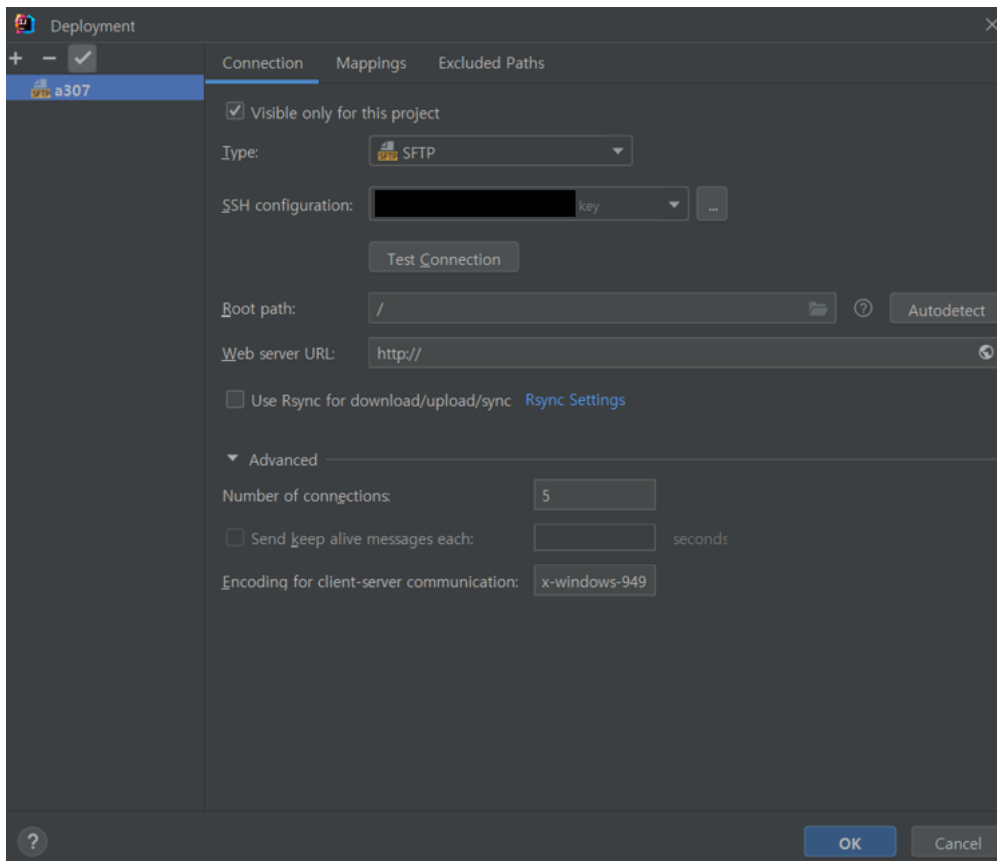 Deployment
a307
Connection Mappings Excluded Paths
Visible only for this project
Type: SFTP
SSH configuration: key ...
Test Connection
Root path: / Autodetect
Web server URL: http://
Use Rsync for download/upload/sync Rsync Settings
Advanced
Number of connections: 5
Send keep alive messages each: seconds
Encoding for client-server communication: x-windows-949
? OK Cancel